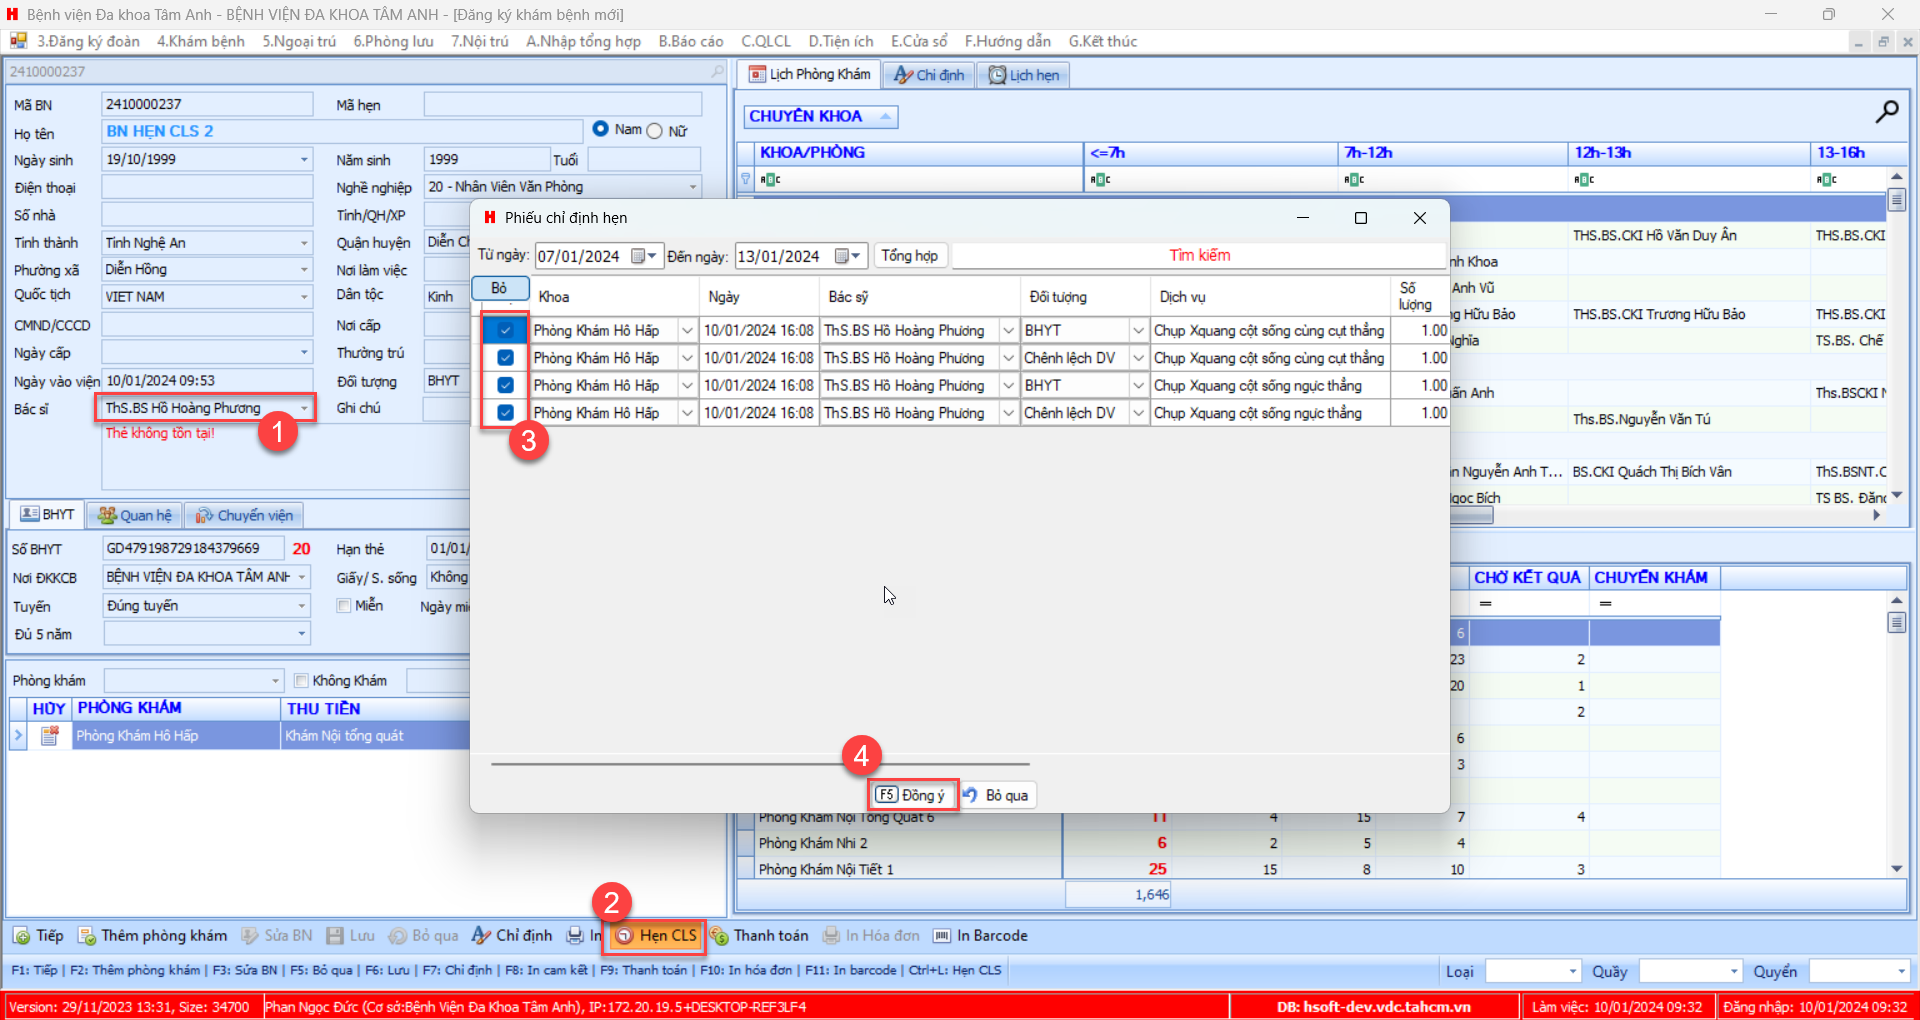 Bệnh viện Đa khoa Tâm Anh - BỆNH VIỆN ĐA KHOA TÂM ANH - [Đăng ký khám bệnh mới]
3.Đăng ký đoàn 4.Khám bệnh 5.Ngoại trú 6.Phòng lưu 7.Nội trú A.Nhập tổng hợp B.Báo cáo C.QLCL D.Tiện ích E.Cửa sổ F.Hướng dẫn G.Kết thúc
2410000237
Mã BN 2410000237 Mã hẹn
Họ tên BN HẸN CLS 2 Nam Nữ
Ngày sinh 19/10/1999 Năm sinh 1999 Tuổi
Điện thoại Nghề nghiệp 20 - Nhân Viên Văn Phòng
Số nhà Tỉnh/QH/XP
Tỉnh thành Tỉnh Nghệ An Quận huyện Diễn
Phường xã Diễn Hồng Nơi làm việc
Quốc tịch VIET NAM Dân tộc Kinh
CMND/CCCD Nơi cấp
Ngày cấp Thường trú
Ngày vào viện 10/01/2024 09:53 Đối tượng BHYT
Bác sĩ ThS.BS Hồ Hoàng Phương Ghi chú
1
Thẻ không tồn tại!
BHYT Quan hệ Chuyển viện
Số BHYT GD479198729184379669 20 Hạn thẻ 01/01/
Nơi ĐKKCB BỆNH VIỆN ĐA KHOA TÂM ANH Giấy/ S. sống Không
Tuyến Đúng tuyến Miễn Ngày
Đủ 5 năm
Phòng khám Không Khám
HỦY PHÒNG KHÁM THU TIỀN
Phòng Khám Hô Hấp Khám Nội tổng quát
Lịch Phòng Khám Chỉ định Lịch hẹn
CHUYÊN KHOA
KHOA/PHÒNG <=7h 7h-12h 12h-13h 13-16h
ABC ABC ABC ABC ABC
THS.BS.CKI Hồ Văn Duy Ân THS.BS.CKI
Khoa
Anh Vũ
Hữu Bảo THS.BS.CKI Trương Hữu Bảo THS.BS.CKI
TS.BS. Chế
Anh Ths.BSCKI
Ths.BS.Nguyễn Văn Tú
Nguyễn Anh T... BS.CKI Quách Thị Bích Vân ThS.BSNT.
Bích TS BS.
Phiếu chỉ định hẹn
Từ ngày: 07/01/2024 Đến ngày: 13/01/2024 Tổng hợp Tìm kiếm
Bỏ Khoa Ngày Bác sỹ Đối tượng Dịch vụ Số lượng
Phòng Khám Hô Hấp 10/01/2024 16:08 ThS.BS Hồ Hoàng Phương BHYT Chụp Xquang cột sống cùng cụt thẳng 1.00
Phòng Khám Hô Hấp 10/01/2024 16:08 ThS.BS Hồ Hoàng Phương Chênh lệch DV Chụp Xquang cột sống cùng cụt thẳng 1.00
Phòng Khám Hô Hấp 10/01/2024 16:08 ThS.BS Hồ Hoàng Phương BHYT Chụp Xquang cột sống ngực thẳng 1.00
Phòng Khám Hô Hấp 10/01/2024 16:08 ThS.BS Hồ Hoàng Phương Chênh lệch DV Chụp Xquang cột sống ngực thẳng 1.00
3
4
F5 Đồng ý Bỏ qua
CHỜ KẾT QUẢ CHUYỂN KHÁM
= =
6
23 2
20 1
2
6
3
Phòng Khám Nội Tổng Quát 6 11 4 15 7 4
Phòng Khám Nhi 2 6 2 5 4
Phòng Khám Nội Tiết 1 25 15 8 10 3
1,646
2
Tiếp Thêm phòng khám Sửa BN Lưu Bỏ qua Chỉ định In Hẹn CLS Thanh toán In Hóa đơn In Barcode
F1: Tiếp | F2: Thêm phòng khám | F3: Sửa BN | F5: Bỏ qua | F6: Lưu | F7: Chỉ định | F8: In cam kết | F9: Thanh toán | F10: In hóa đơn | F11: In barcode | Ctrl+L: Hẹn CLS Loại Quầy Quyển
Version: 29/11/2023 13:31, Size: 34700 Phan Ngọc Đức (Cơ sở:Bệnh Viện Đa Khoa Tâm Anh), IP:172.20.19.5+DESKTOP-REF3LF4 DB: hsoft-dev.vdc.tahcm.vn Làm việc: 10/01/2024 09:32 Đăng nhập: 10/01/2024 09:32